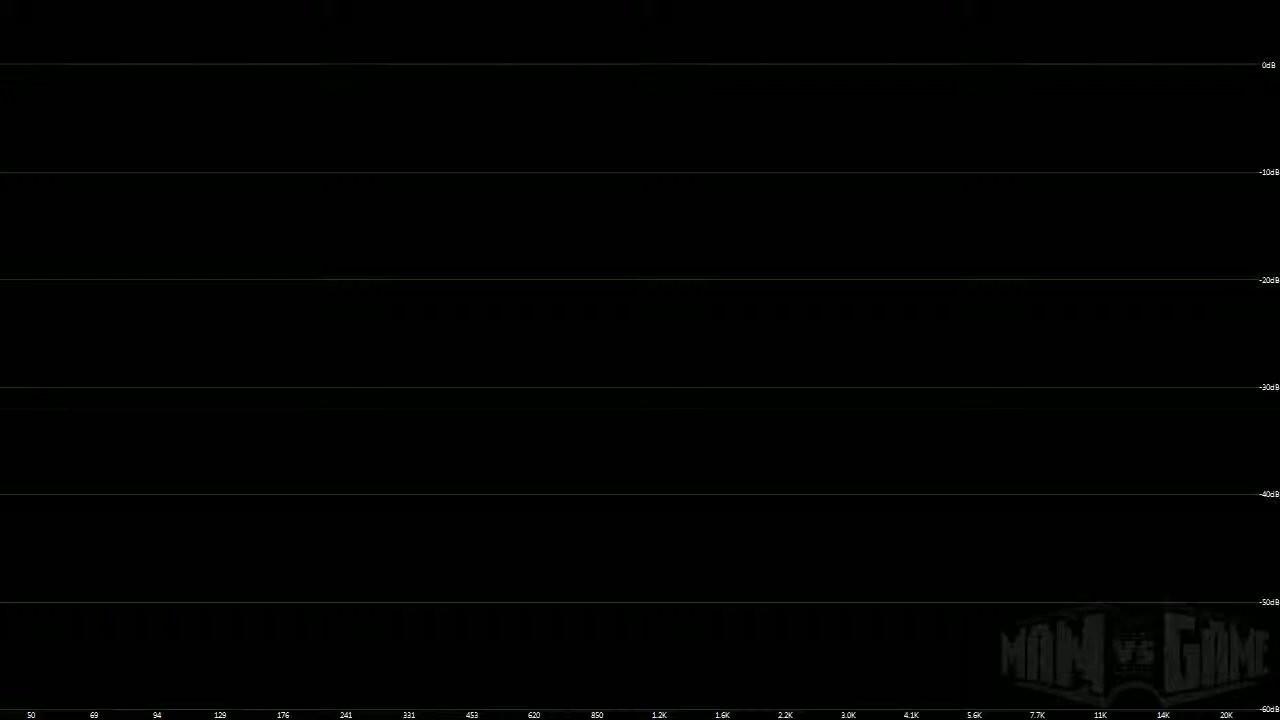 0dB
-10dB
-20dB
-30dB
-40dB
-50dB
MAN VS GAME
-60dB
50 69 94 129 176 241 331 453 620 850 1.2K 1.6K 2.2K 3.0K 4.1K 5.6K 7.7K 11K 14K 20K